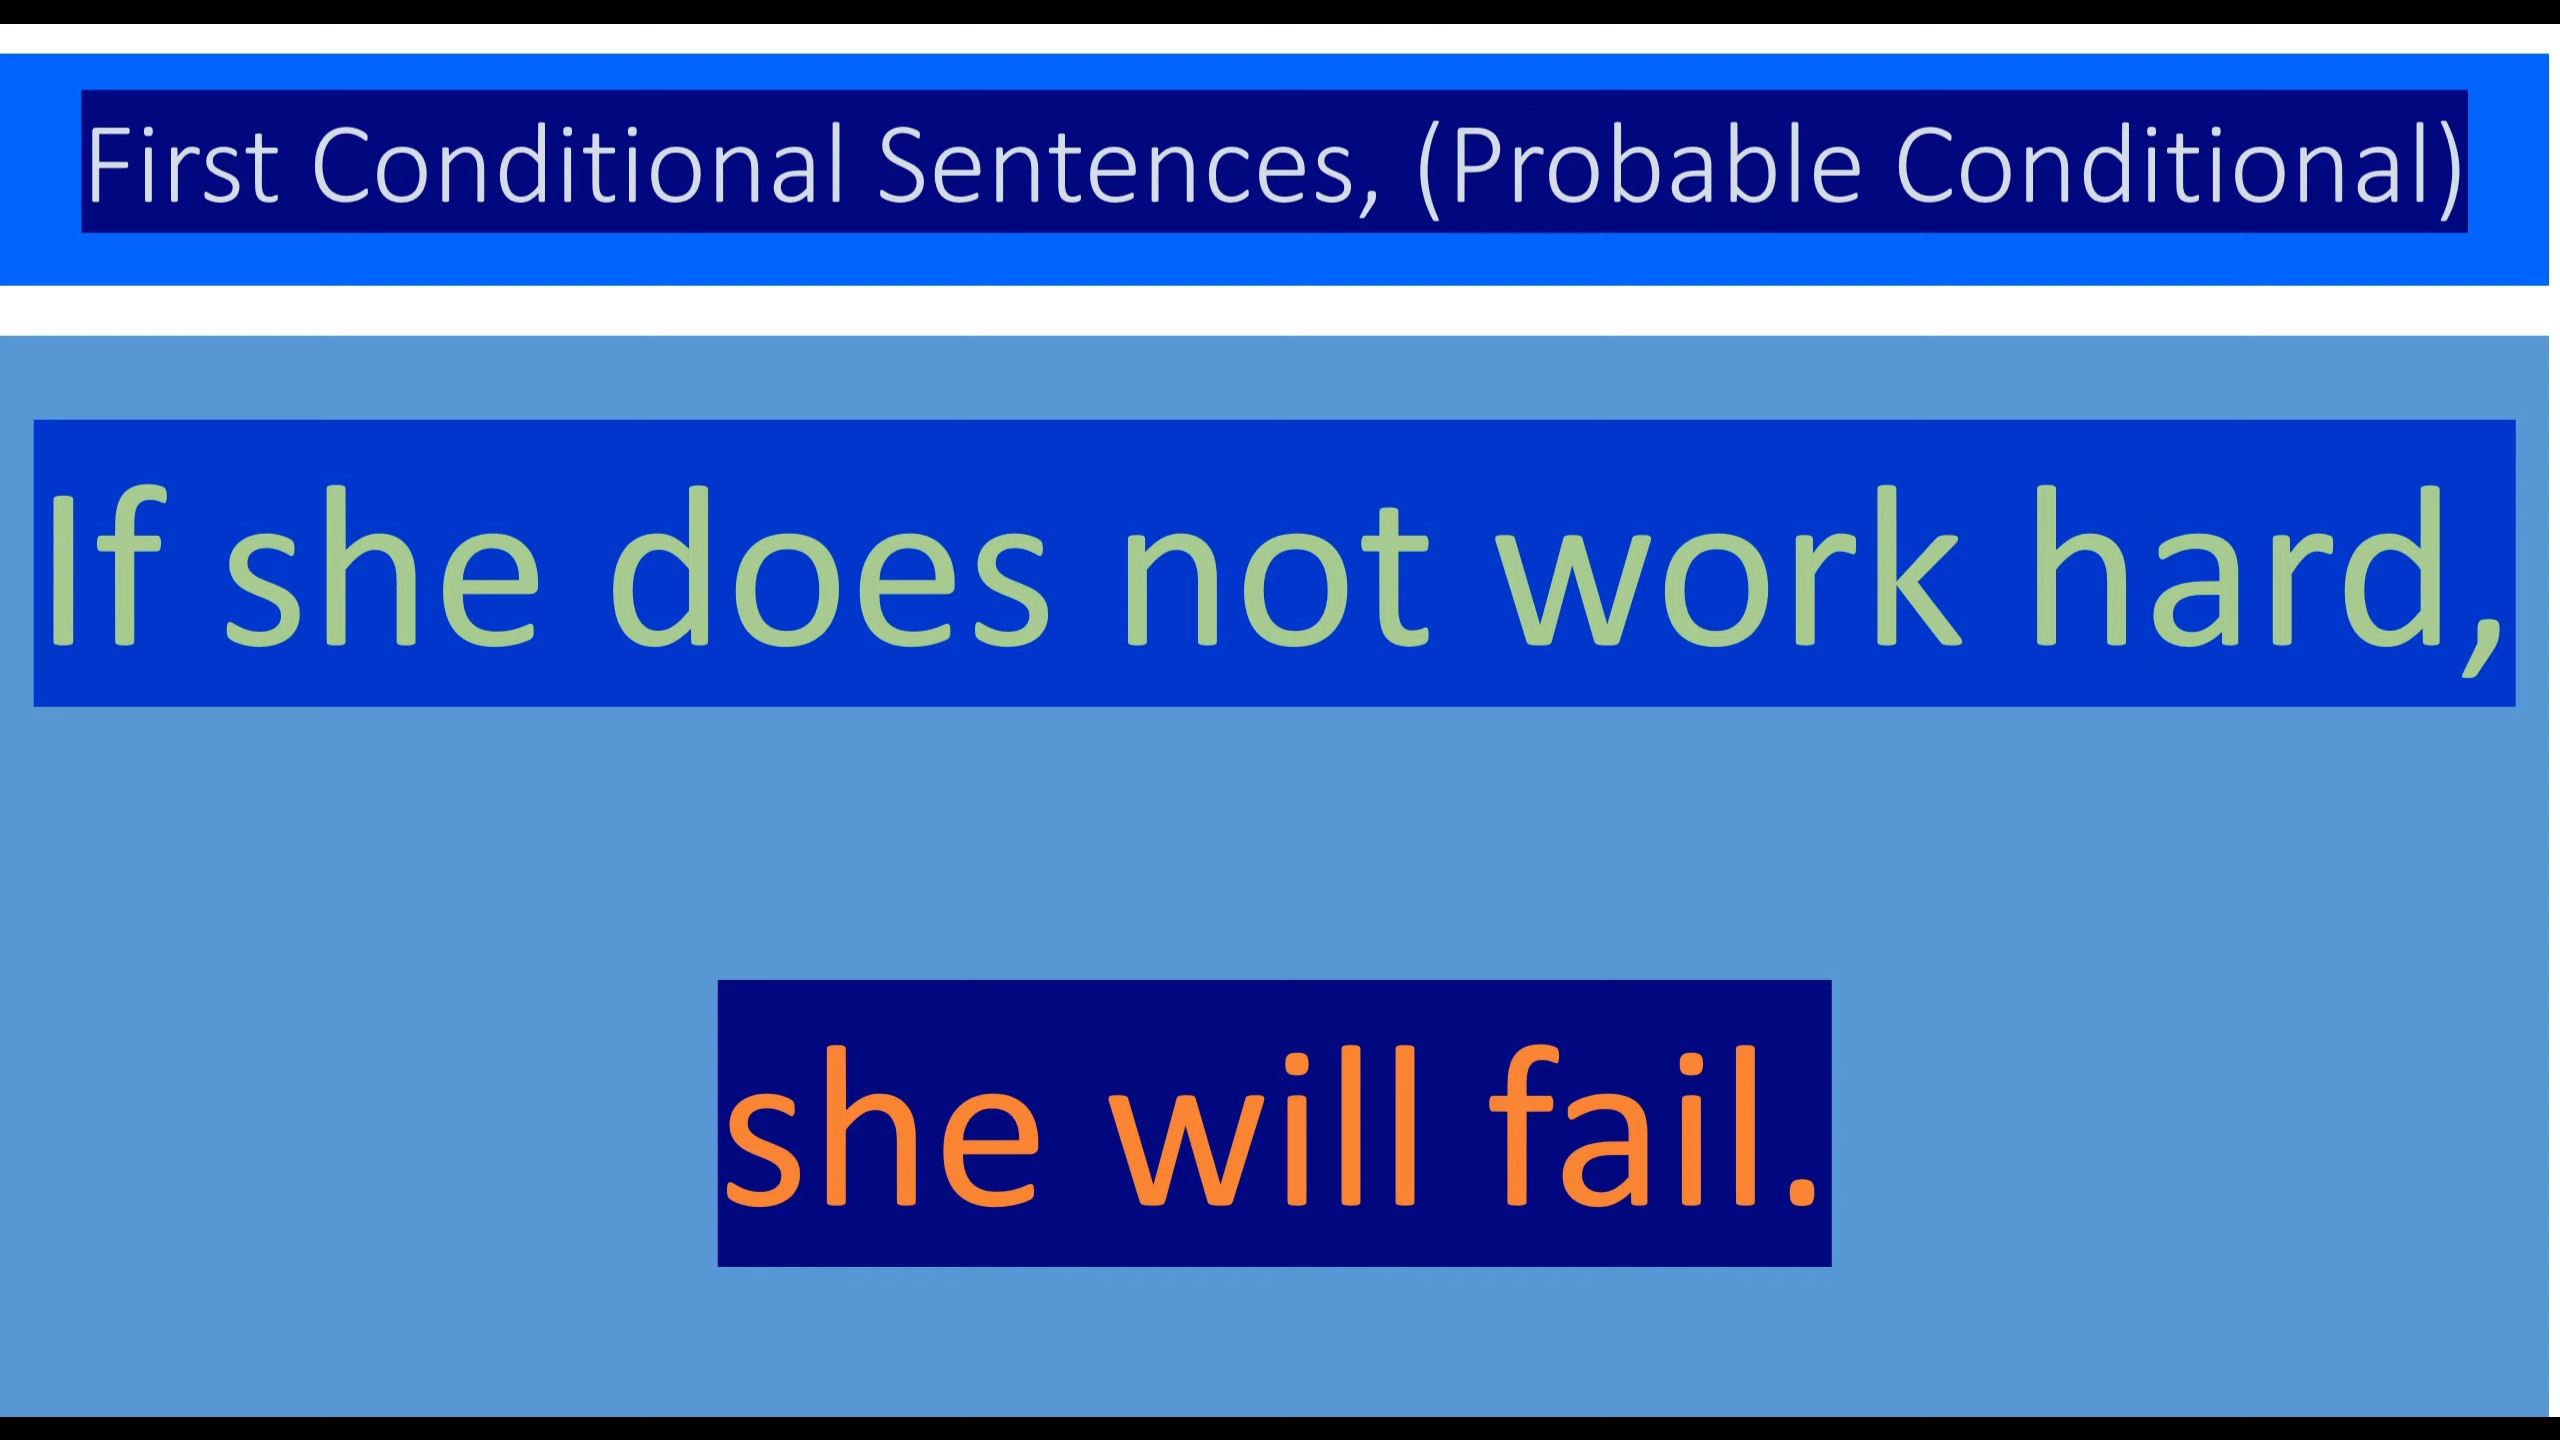 First Conditional Sentences, (Probable Conditional)
If she does not work hard,
she will fail.